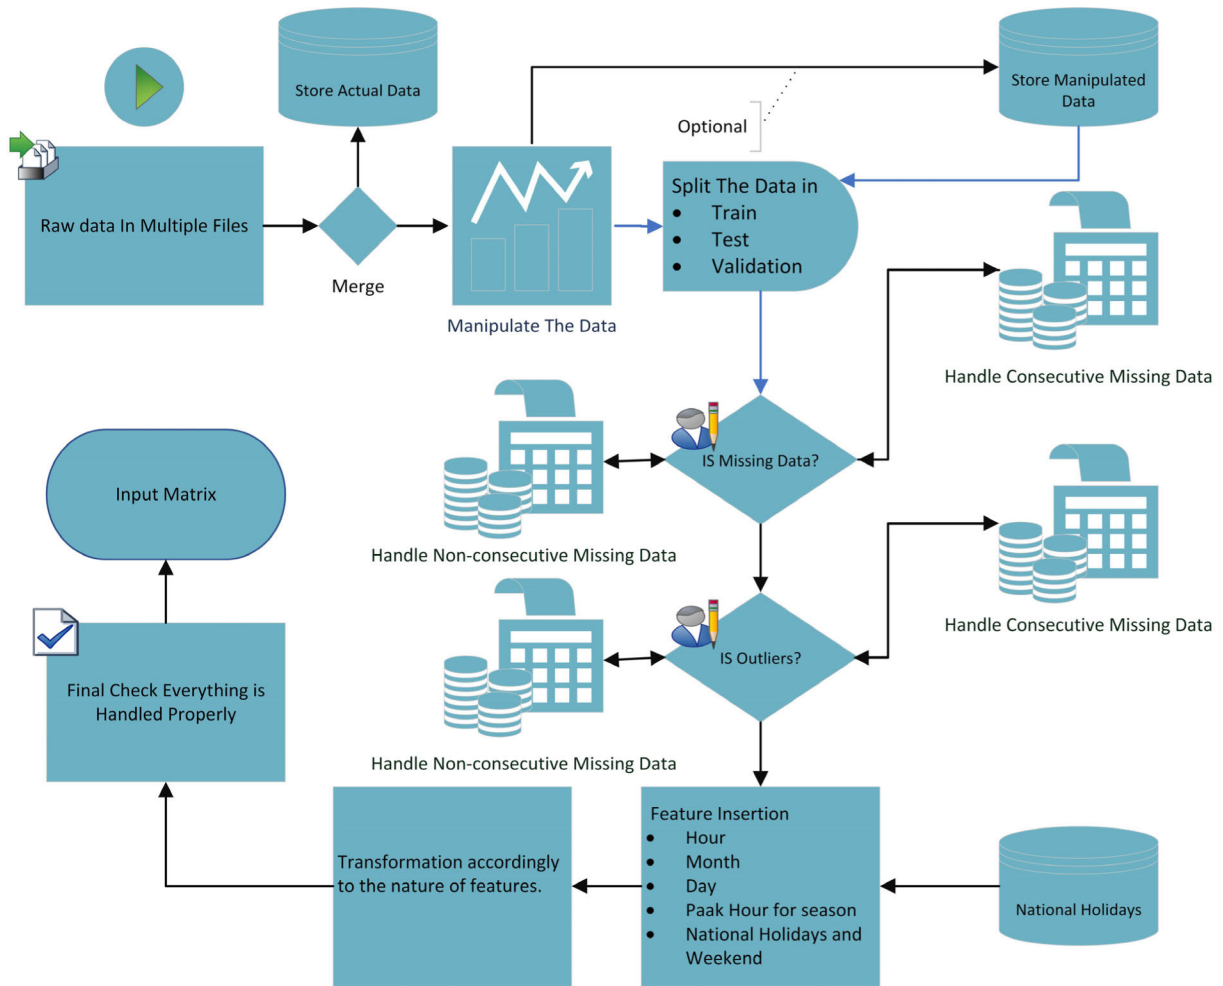 Store Actual Data
Store Manipulated
Data
Optional
Raw data In Multiple Files
Merge
Manipulate The Data
Split The Data in
• Train
• Test
• Validation
Handle Consecutive Missing Data
IS Missing Data?
Handle Non-consecutive Missing Data
Input Matrix
IS Outliers?
Handle Consecutive Missing Data
Handle Non-consecutive Missing Data
Final Check Everything is
Handled Properly
Feature Insertion
• Hour
• Month
• Day
• Paak Hour for season
• National Holidays and
Weekend
Transformation accordingly
to the nature of features.
National Holidays